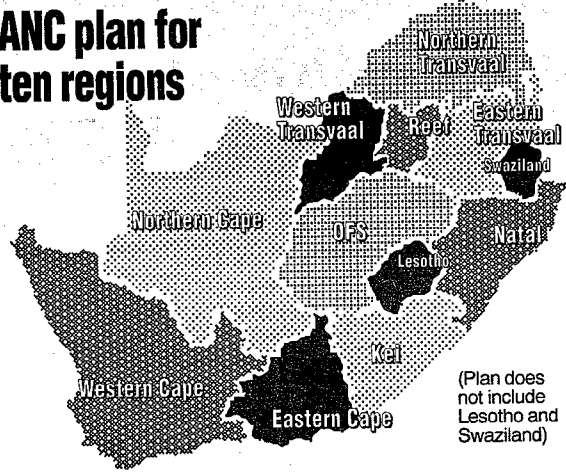 ANC plan for
ten regions
Northern
Transvaal
Western
Transvaal
Reef
Eastern
Transvaal
Swaziland
Northern Cape
OFS
Natal
Lesotho
Kei
Western Cape
Eastern Cape
(Plan does
not include
Lesotho and
Swaziland)